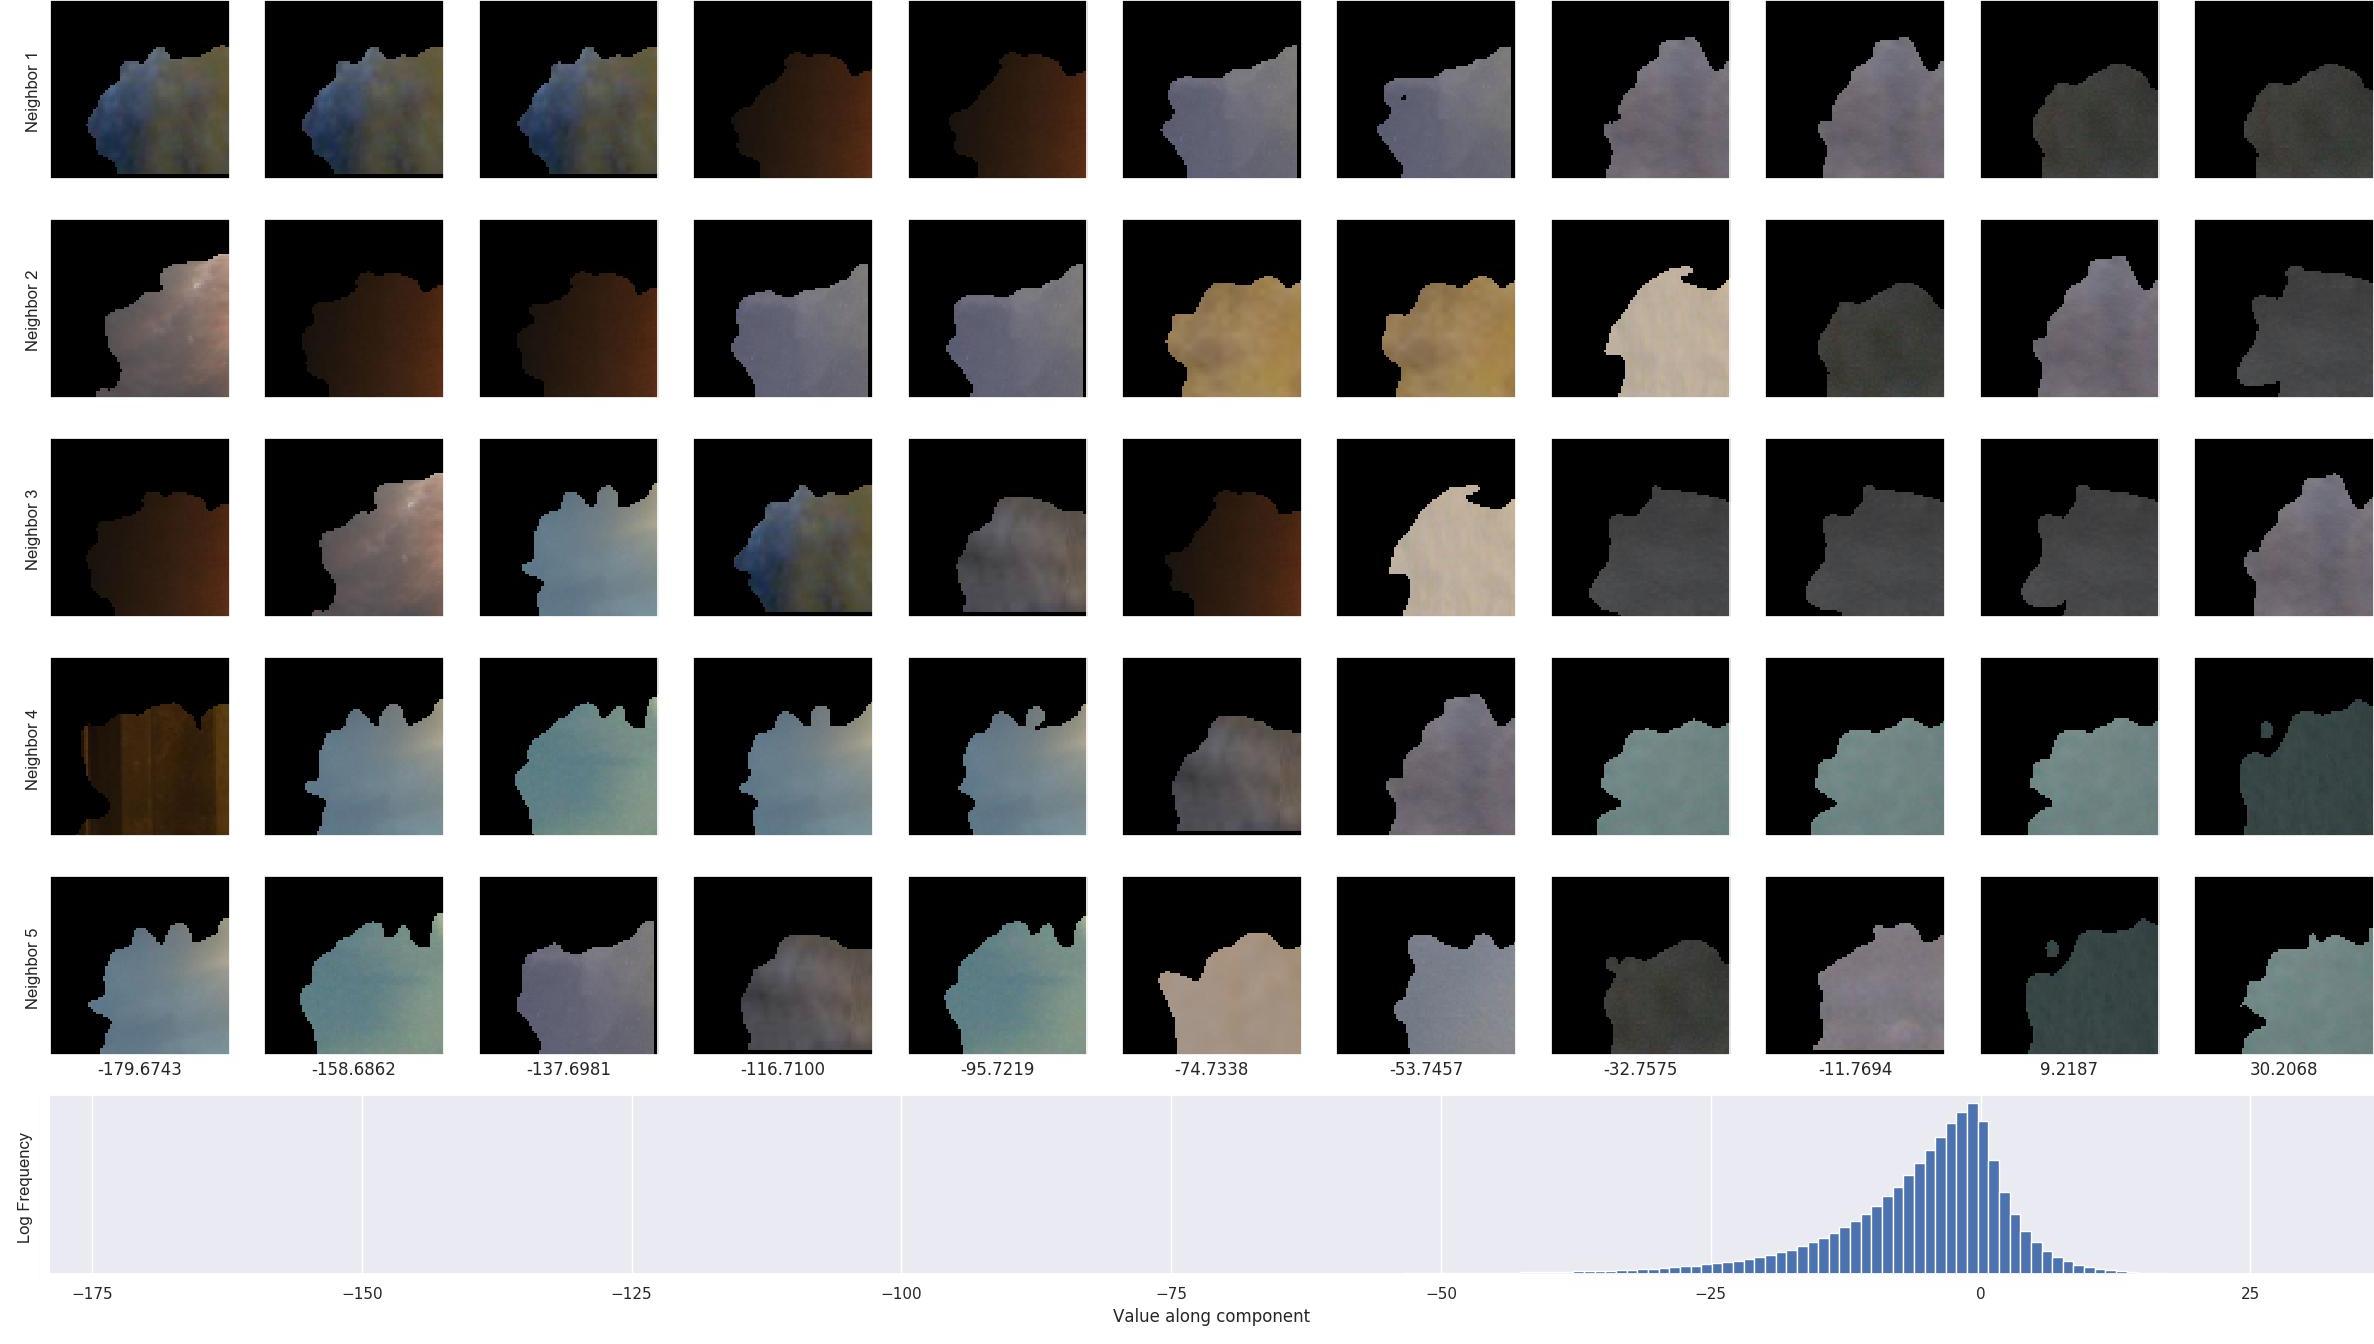 Neighbor 1
Neighbor 2
Neighbor 3
Neighbor 4
Neighbor 5
-179.6743 -158.6862 -137.6981 -116.7100 -95.7219 -74.7338 -53.7457 -32.7575 -11.7694 9.2187 30.2068
Log Frequency
−175 −150 −125 −100 −75 −50 −25 0 25
Value along component